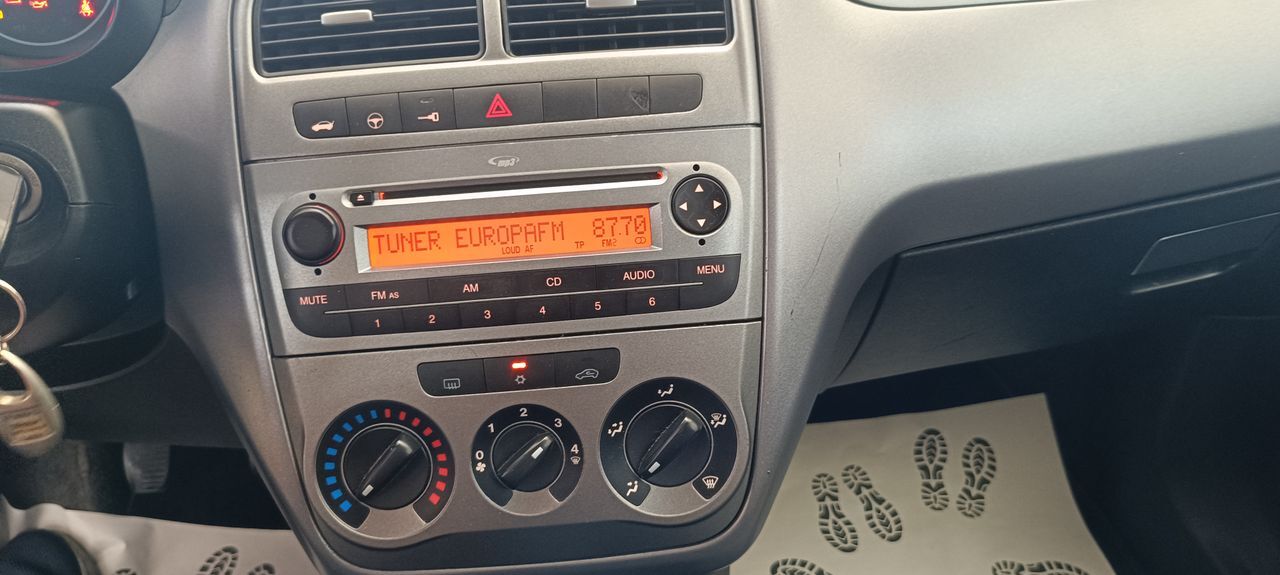 mp3
TUNER EUROPAFM 87.70
LOUD AF TP FM2
MUTE FM AS AM CD AUDIO MENU
1 2 3 4 5 6
0 1 2 3 4